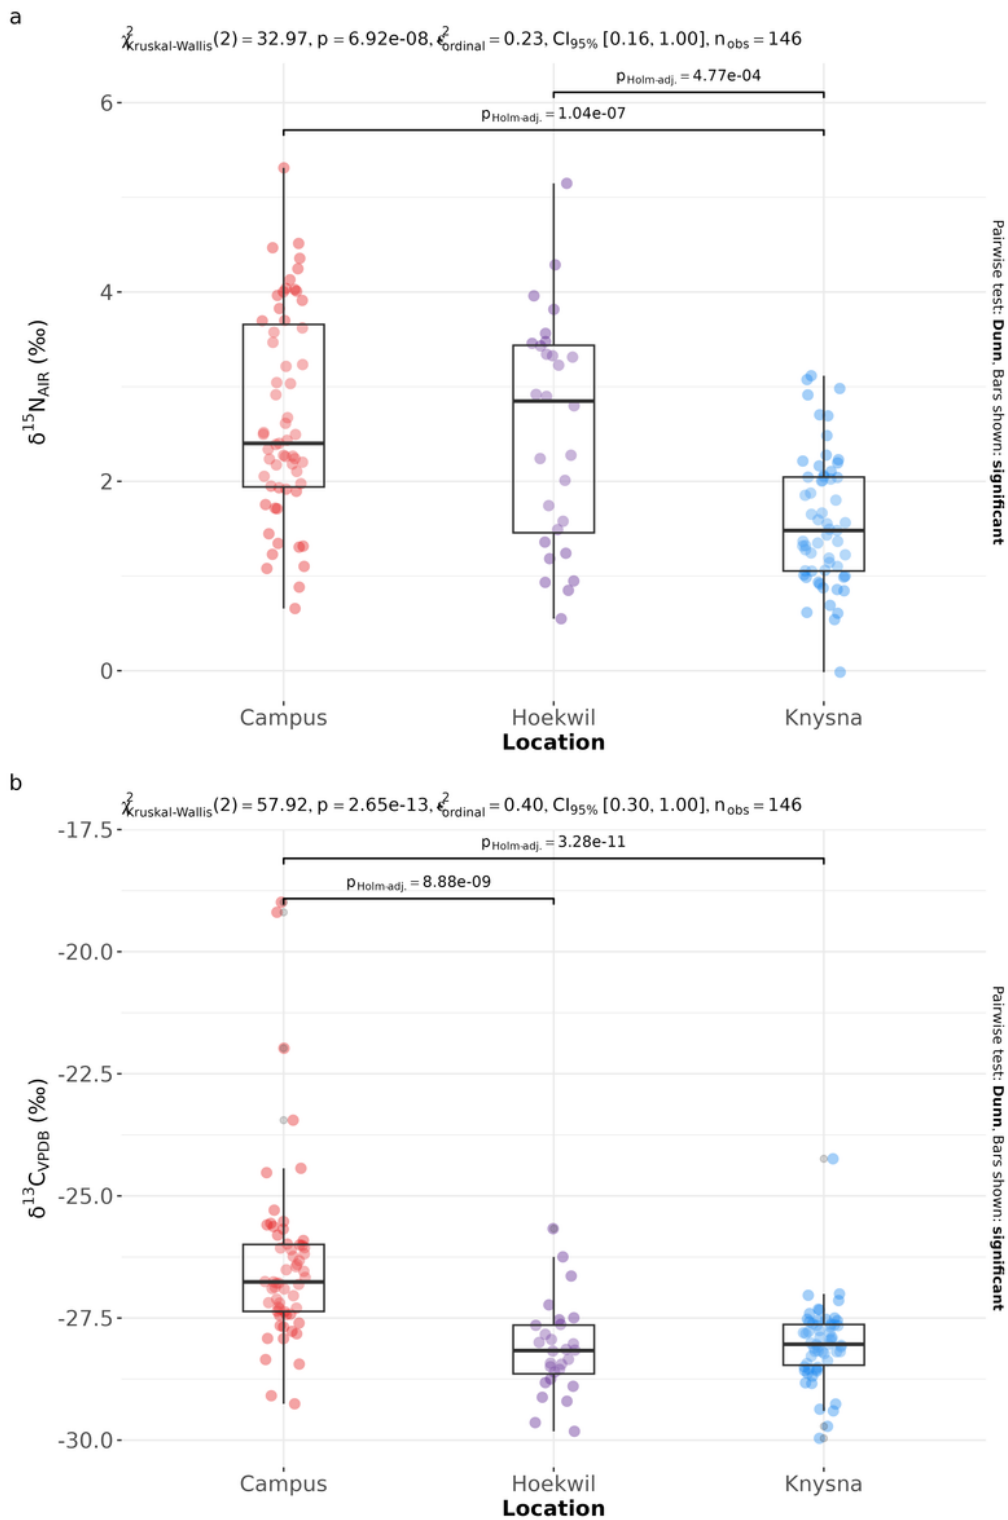 a
χ²Kruskal-Wallis(2) = 32.97, p = 6.92e-08, ε²ordinal = 0.23, CI95% [0.16, 1.00], nobs = 146
pHolm-adj. = 4.77e-04
pHolm-adj. = 1.04e-07
6
4
2
0
δ¹⁵NAIR (‰)
Pairwise test: Dunn, Bars shown: significant
Campus Hoekwil Knysna
Location
b
χ²Kruskal-Wallis(2) = 57.92, p = 2.65e-13, ε²ordinal = 0.40, CI95% [0.30, 1.00], nobs = 146
-17.5
pHolm-adj. = 3.28e-11
pHolm-adj. = 8.88e-09
-20.0
-22.5
-25.0
-27.5
-30.0
δ¹³CVPDB (‰)
Pairwise test: Dunn, Bars shown: significant
Campus Hoekwil Knysna
Location